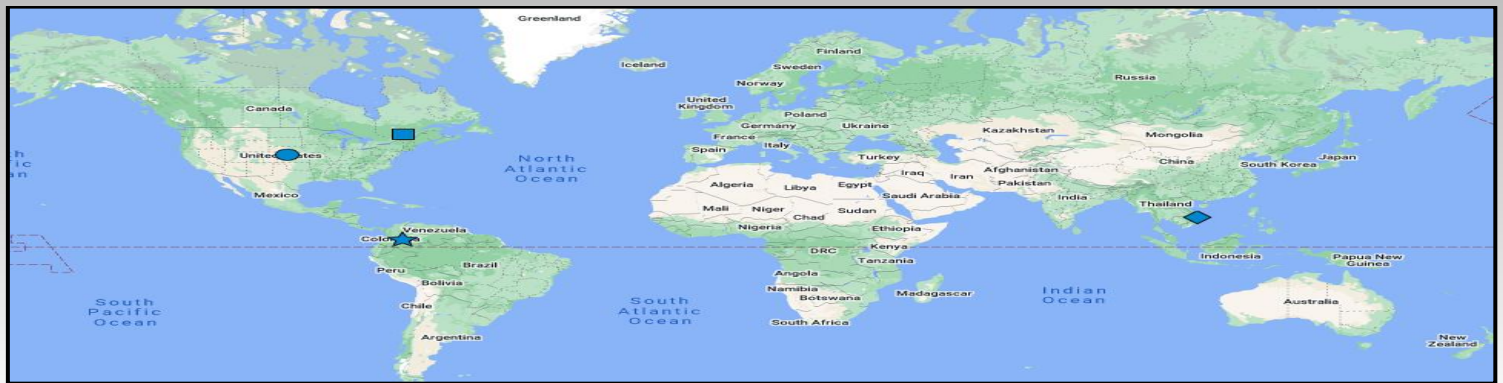 Greenland
Iceland
Finland
Sweden
Norway
Russia
United
Kingdom
Canada
Poland
Germany
Ukraine
France
Kazakhstan
Mongolia
Italy
Spain
Turkey
China
South Korea
Japan
North
Atlantic
Ocean
Iraq
Iran
Afghanistan
Pakistan
Algeria
Libya
Egypt
Saudi Arabia
India
Mexico
Mali
Niger
Chad
Sudan
Thailand
Nigeria
Ethiopia
Venezuela
Kenya
DRC
Tanzania
Indonesia
Papua New
Guinea
Peru
Brazil
Bolivia
Angola
Namibia
Botswana
Madagascar
Indian
Ocean
South
Pacific
Ocean
Chile
South
Atlantic
Ocean
Australia
South Africa
Argentina
New
Zealand